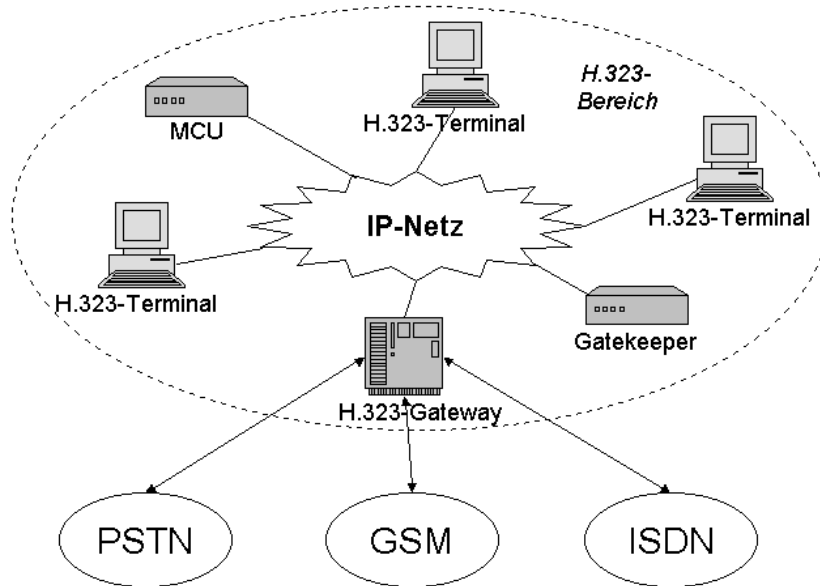 H.323-
Bereich
MCU
H.323-Terminal
H.323-Terminal
IP-Netz
H.323-Terminal
Gatekeeper
H.323-Gateway
PSTN
GSM
ISDN